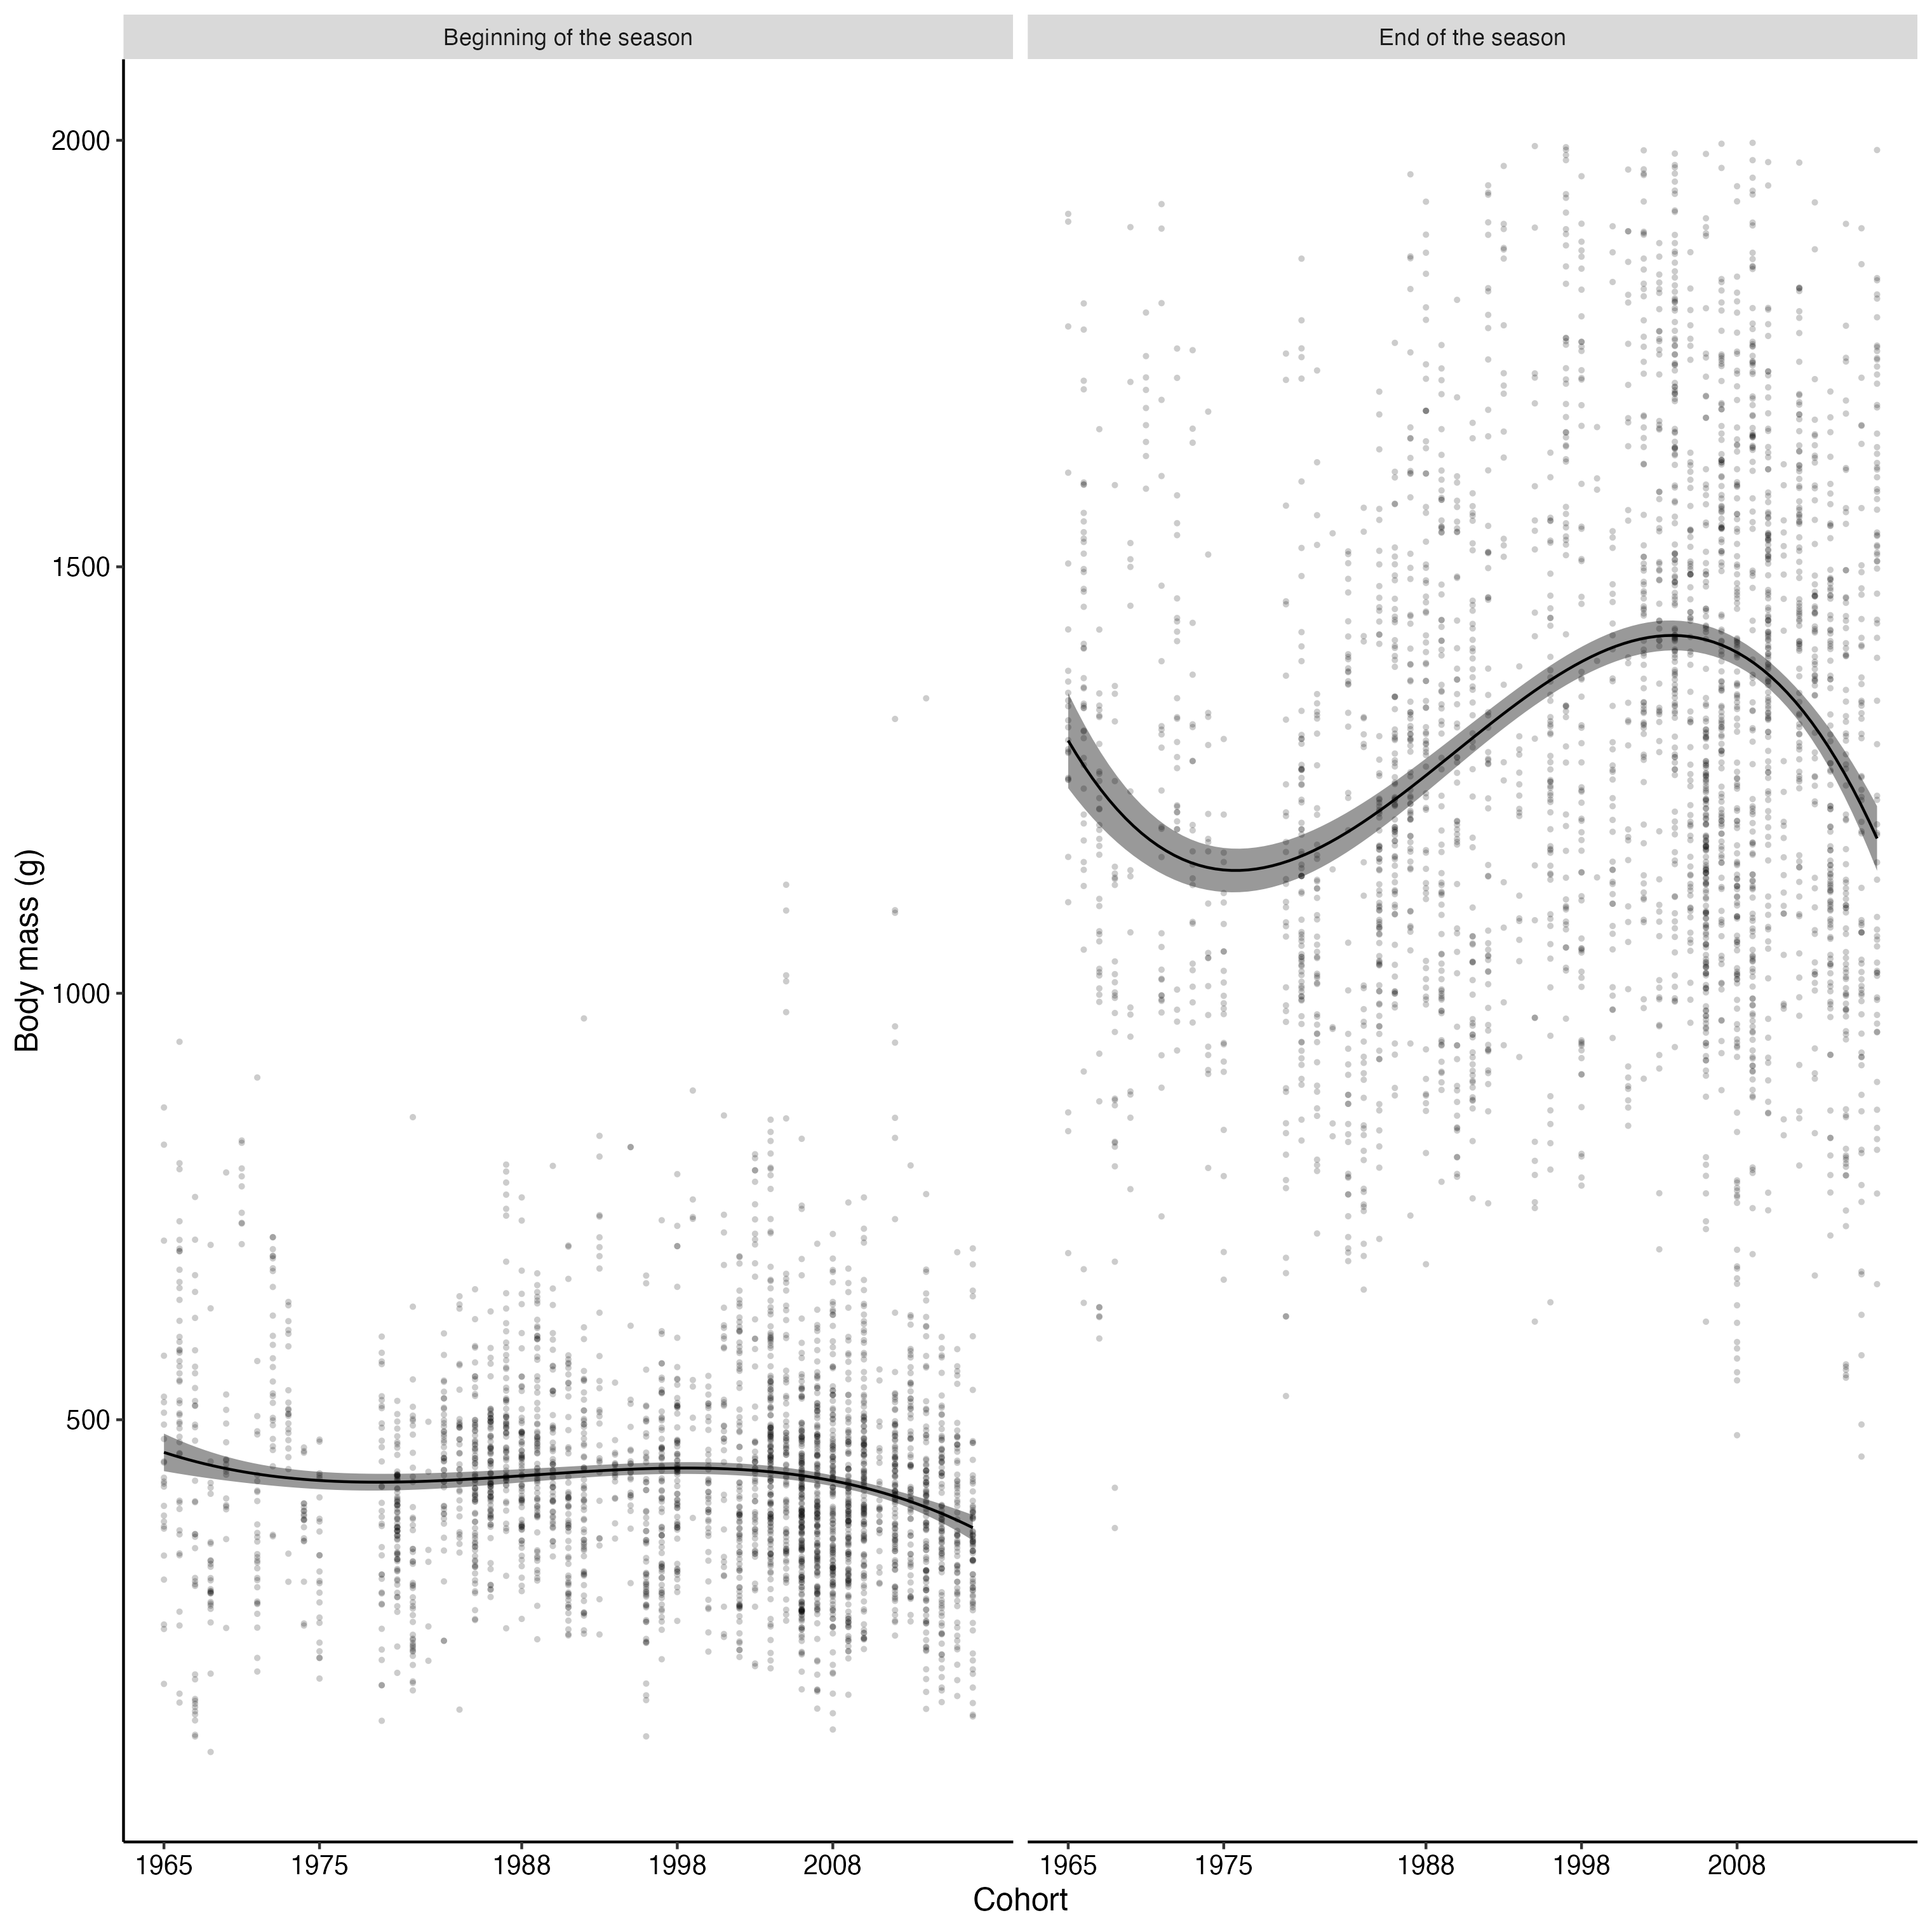 Beginning of the season
End of the season
2000
1500
1000
500
Body mass (g)
1965 1975 1988 1998 2008
1965 1975 1988 1998 2008
Cohort